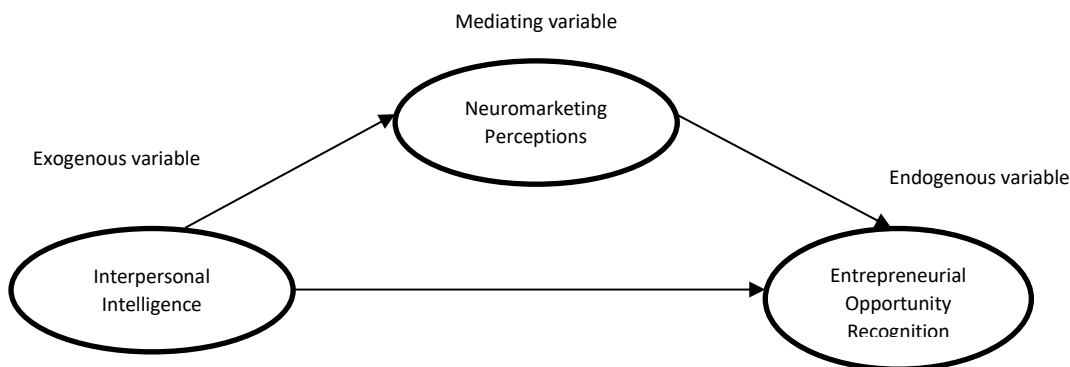 Mediating variable
Neuromarketing
Perceptions
Exogenous variable
Endogenous variable
Interpersonal
Intelligence
Entrepreneurial
Opportunity
Recognition